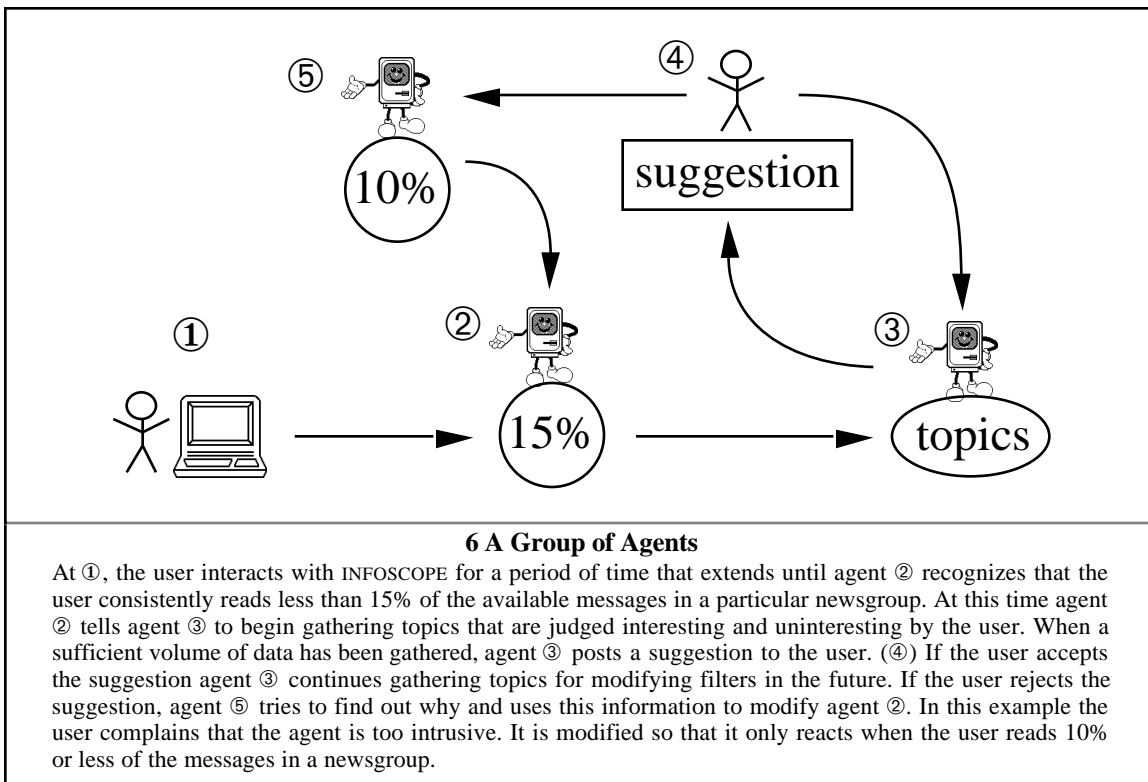 ⑤
④
10%
suggestion
①
②
③
15%
topics
6 A Group of Agents
At ①, the user interacts with INFOSCOPE for a period of time that extends until agent ② recognizes that the
user consistently reads less than 15% of the available messages in a particular newsgroup. At this time agent
② tells agent ③ to begin gathering topics that are judged interesting and uninteresting by the user. When a
sufficient volume of data has been gathered, agent ③ posts a suggestion to the user. (④) If the user accepts
the suggestion agent ③ continues gathering topics for modifying filters in the future. If the user rejects the
suggestion, agent ⑤ tries to find out why and uses this information to modify agent ②. In this example the
user complains that the agent is too intrusive. It is modified so that it only reacts when the user reads 10%
or less of the messages in a newsgroup.